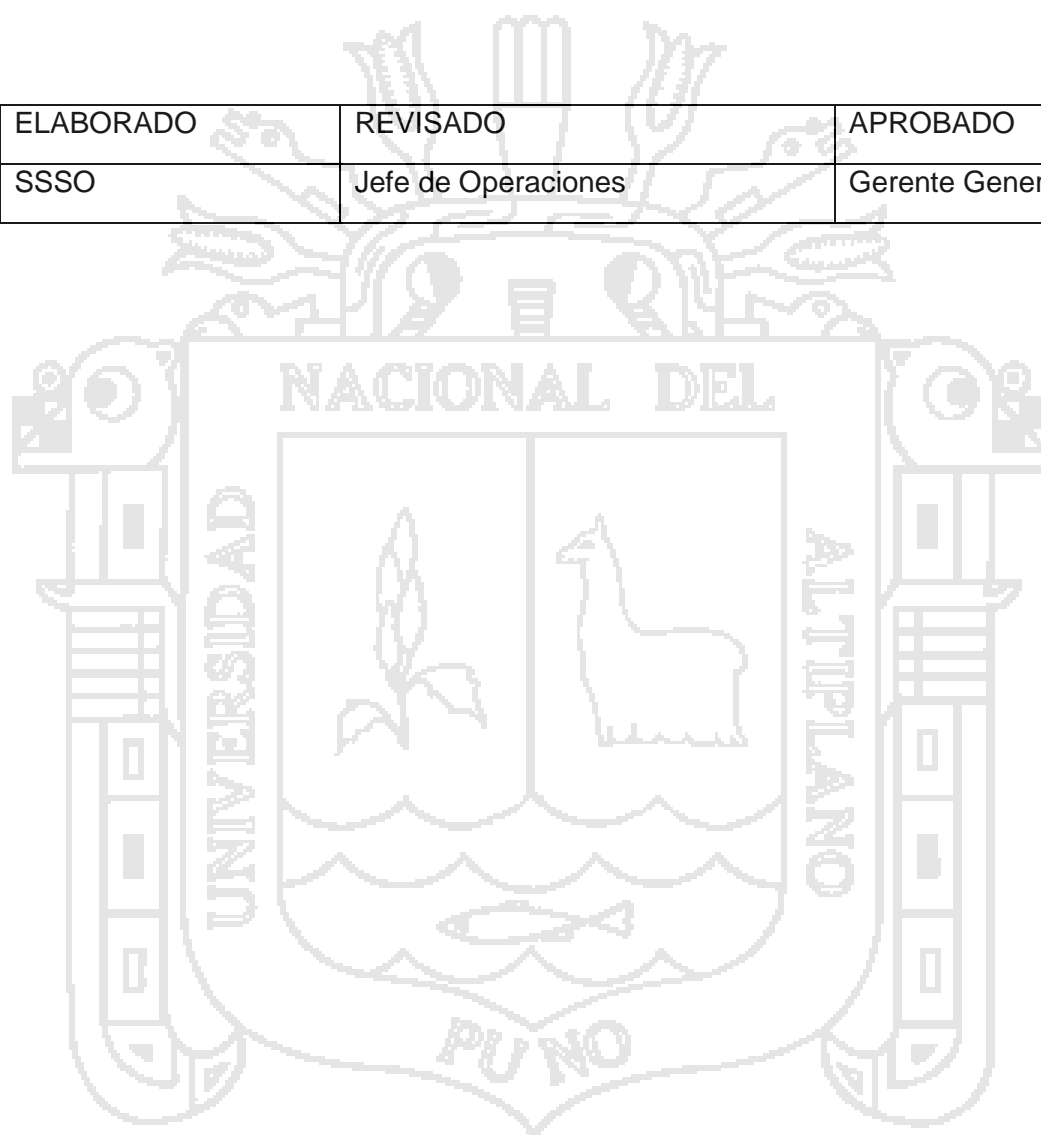 ELABORADO REVISADO APROBADO
SSSO Jefe de Operaciones Gerente Gener
NACIONAL DEL
UNIVERSIDAD
ALTIPLANO
PUNO